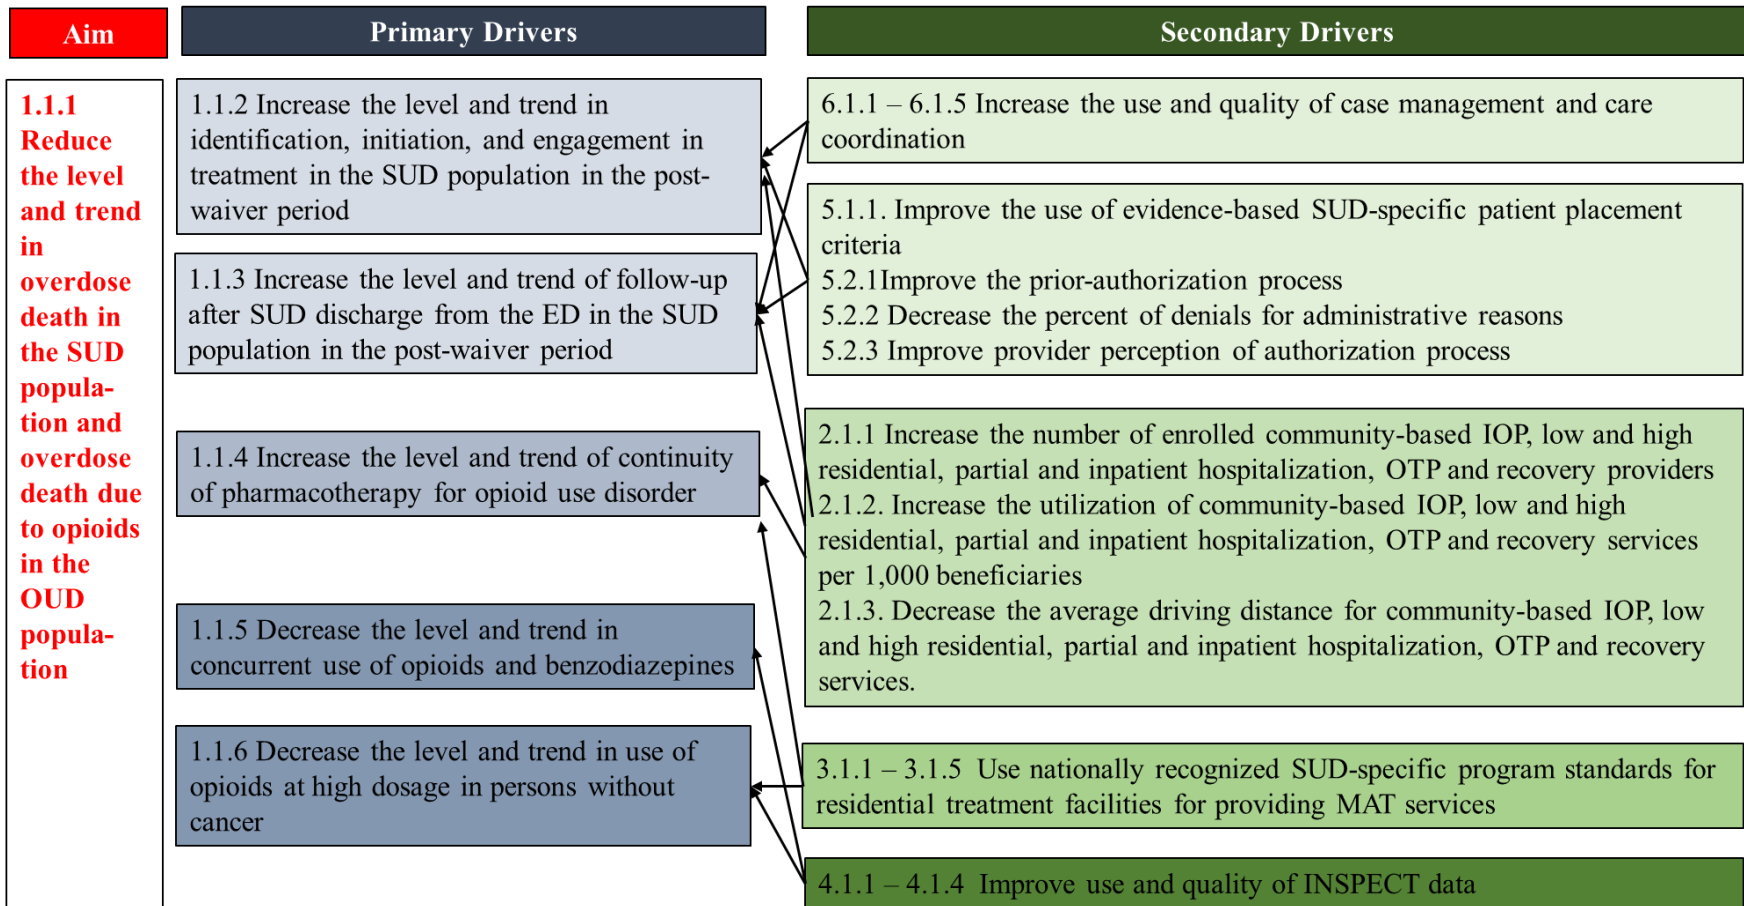 Aim
Primary Drivers
Secondary Drivers
1.1.1
Reduce
the level
and trend
in
overdose
death in
the SUD
popula-
tion and
overdose
death due
to opioids
in the
OUD
popula-
tion
1.1.2 Increase the level and trend in
identification, initiation, and engagement in
treatment in the SUD population in the post-
waiver period
1.1.3 Increase the level and trend of follow-up
after SUD discharge from the ED in the SUD
population in the post-waiver period
1.1.4 Increase the level and trend of continuity
of pharmacotherapy for opioid use disorder
1.1.5 Decrease the level and trend in
concurrent use of opioids and benzodiazepines
1.1.6 Decrease the level and trend in use of
opioids at high dosage in persons without
cancer
6.1.1 – 6.1.5 Increase the use and quality of case management and care
coordination
5.1.1. Improve the use of evidence-based SUD-specific patient placement
criteria
5.2.1Improve the prior-authorization process
5.2.2 Decrease the percent of denials for administrative reasons
5.2.3 Improve provider perception of authorization process
2.1.1 Increase the number of enrolled community-based IOP, low and high
residential, partial and inpatient hospitalization, OTP and recovery providers
2.1.2. Increase the utilization of community-based IOP, low and high
residential, partial and inpatient hospitalization, OTP and recovery services
per 1,000 beneficiaries
2.1.3. Decrease the average driving distance for community-based IOP, low
and high residential, partial and inpatient hospitalization, OTP and recovery
services.
3.1.1 – 3.1.5 Use nationally recognized SUD-specific program standards for
residential treatment facilities for providing MAT services
4.1.1 – 4.1.4 Improve use and quality of INSPECT data